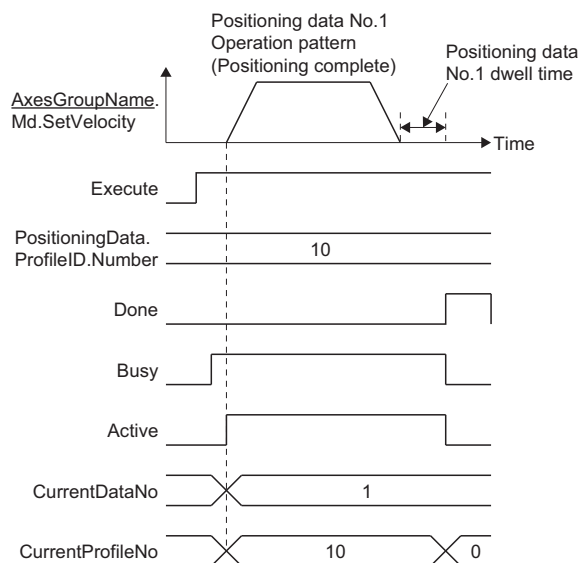 Positioning data No.1
Operation pattern
(Positioning complete)
Positioning data
No.1 dwell time
AxesGroupName.
Md.SetVelocity
Time
Execute
PositioningData.
ProfileID.Number
10
Done
Busy
Active
CurrentDataNo
1
CurrentProfileNo
10
0